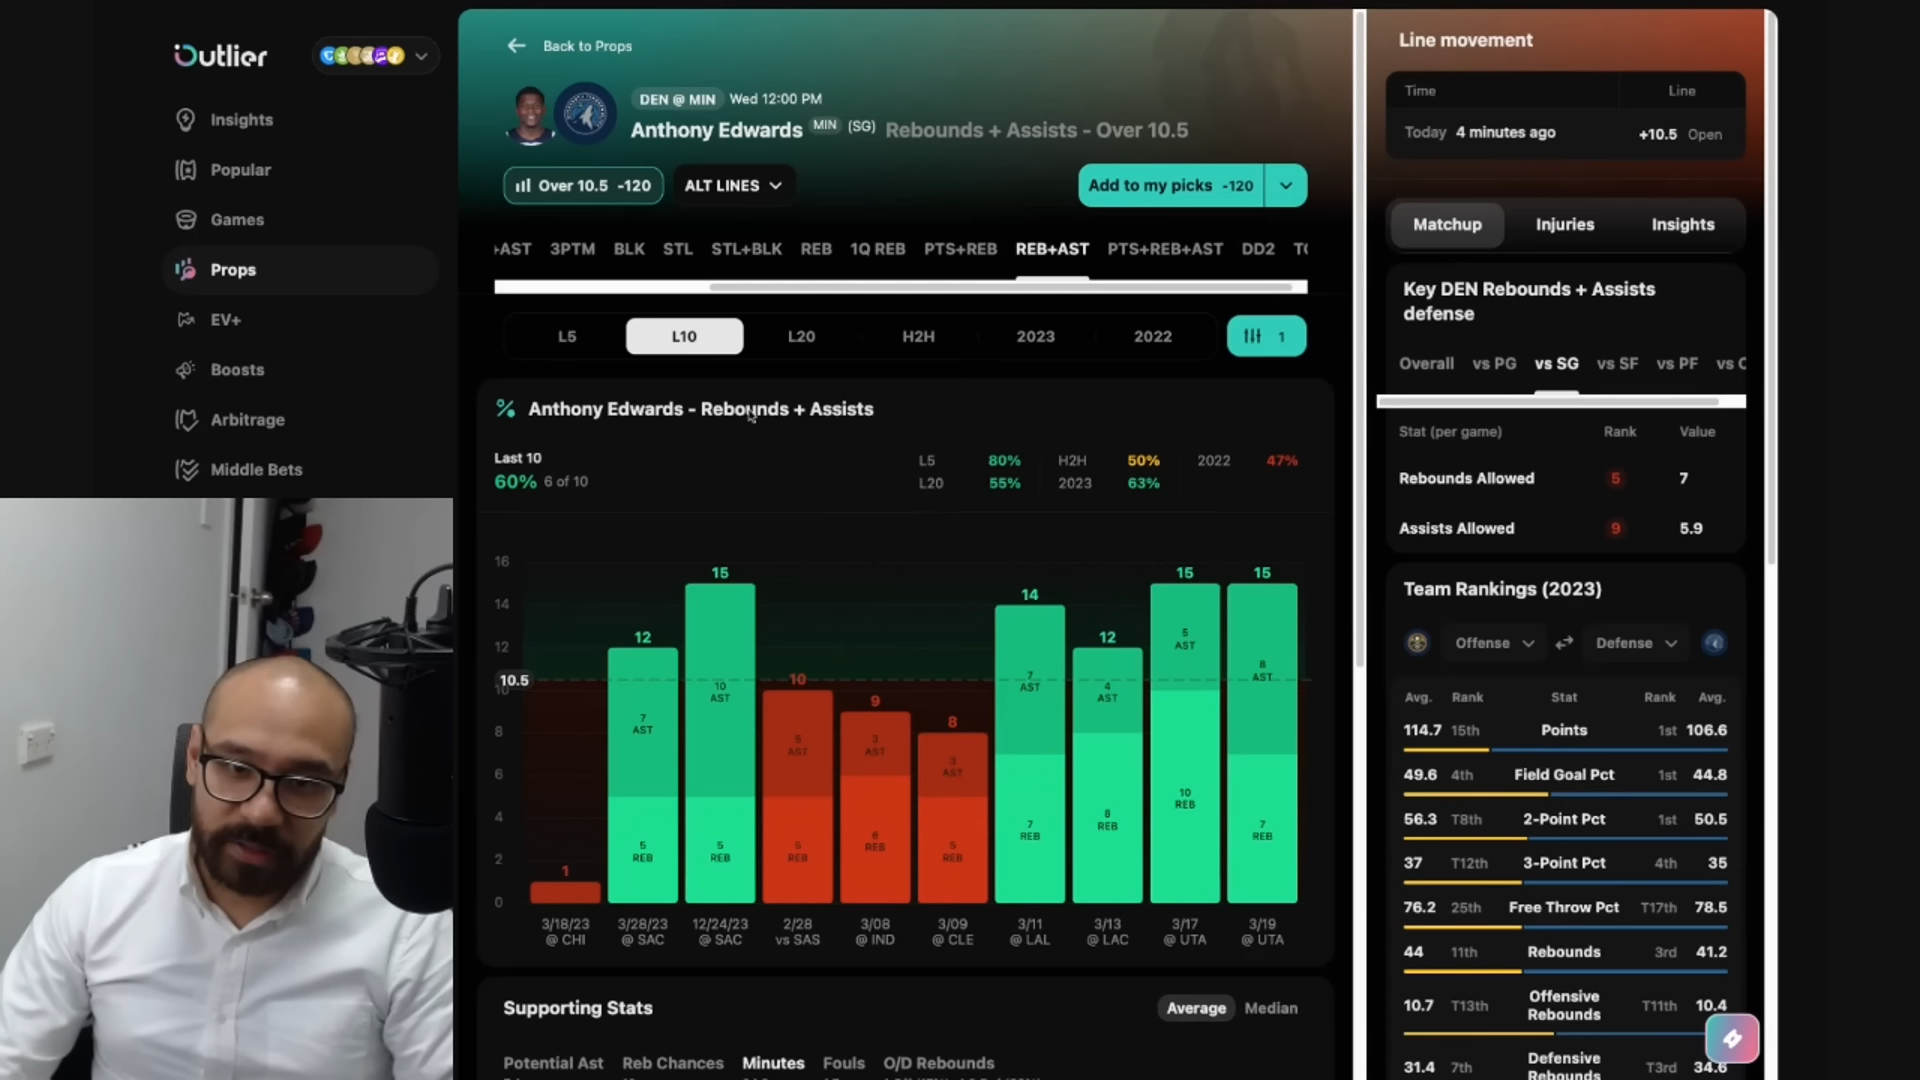 Outlier
Insights
Popular
Games
Props
EV+
Boosts
Arbitrage
Middle Bets
Back to Props
DEN @ MIN Wed 12:00 PM
Anthony Edwards MIN (SG) Rebounds + Assists - Over 10.5
Over 10.5 -120 ALT LINES
Add to my picks -120
+AST 3PTM BLK STL STL+BLK REB 1Q REB PTS+REB REB+AST PTS+REB+AST DD2 TO
L5 L10 L20 H2H 2023 2022 1
Anthony Edwards - Rebounds + Assists
Last 10
60% 6 of 10
L5 80% H2H 50% 2022 47%
L20 55% 2023 63%
16
14
12
10.5
10
8
6
4
2
0
1
12
7 AST
5 REB
15
10 AST
5 REB
10
5 AST
5 REB
9
3 AST
6 REB
8
3 AST
5 REB
14
7 AST
7 REB
12
4 AST
8 REB
15
5 AST
10 REB
15
8 AST
7 REB
3/18/23 3/28/23 12/24/23 2/28 3/08 3/09 3/11 3/13 3/17 3/19
@ CHI @ SAC @ SAC vs SAS @ IND @ CLE @ LAL @ LAC @ UTA @ UTA
Supporting Stats
Average Median
Potential Ast Reb Chances Minutes Fouls O/D Rebounds
Line movement
Time Line
Today 4 minutes ago +10.5 Open
Matchup Injuries Insights
Key DEN Rebounds + Assists
defense
Overall vs PG vs SG vs SF vs PF vs C
Stat (per game) Rank Value
Rebounds Allowed 5 7
Assists Allowed 9 5.9
Team Rankings (2023)
Offense Defense
Avg. Rank Stat Rank Avg.
114.7 15th Points 1st 106.6
49.6 4th Field Goal Pct 1st 44.8
56.3 T8th 2-Point Pct 1st 50.5
37 T12th 3-Point Pct 4th 35
76.2 25th Free Throw Pct T17th 78.5
44 11th Rebounds 3rd 41.2
10.7 T13th Offensive Rebounds T11th 10.4
31.4 7th Defensive Rebounds T3rd 34.6